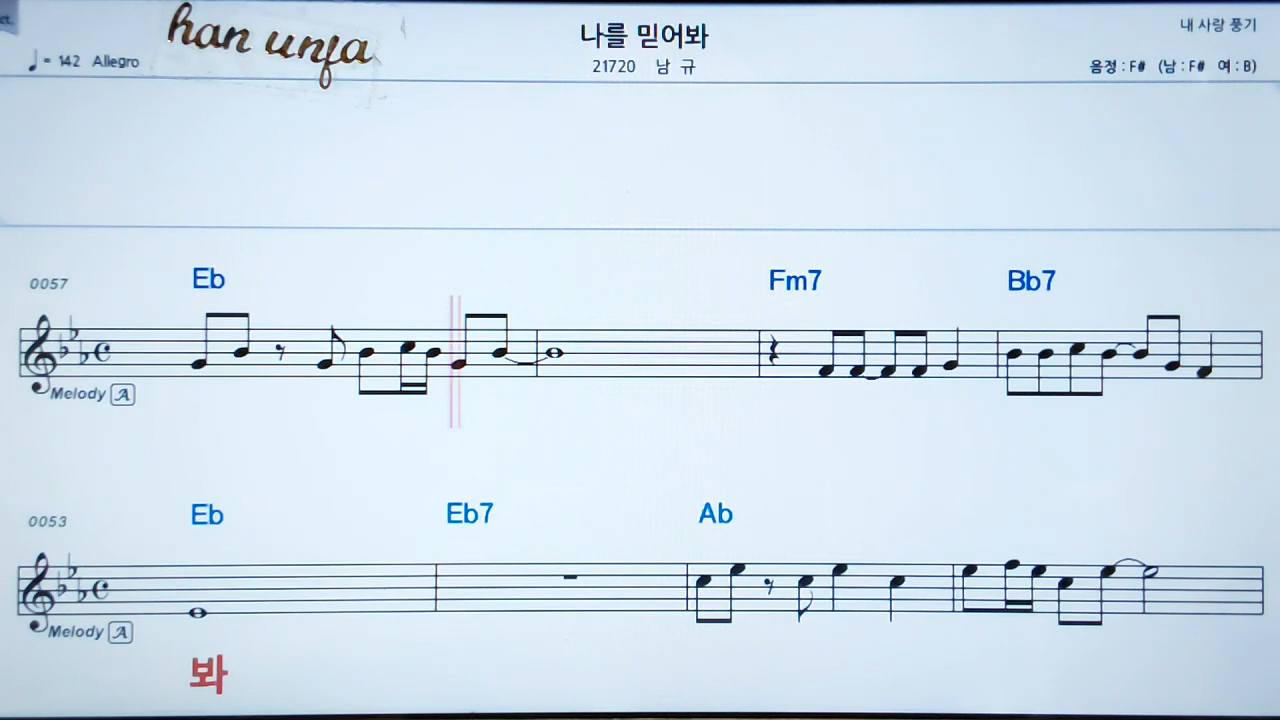 ct.
han unja
나를 믿어봐
내 사랑 풍기
♩= 142 Allegro
21720 남 규
음정 : F# (남 : F# 여 : B)
0057
Eb Fm7 Bb7
Melody A
0053
Eb Eb7 Ab
Melody A
봐